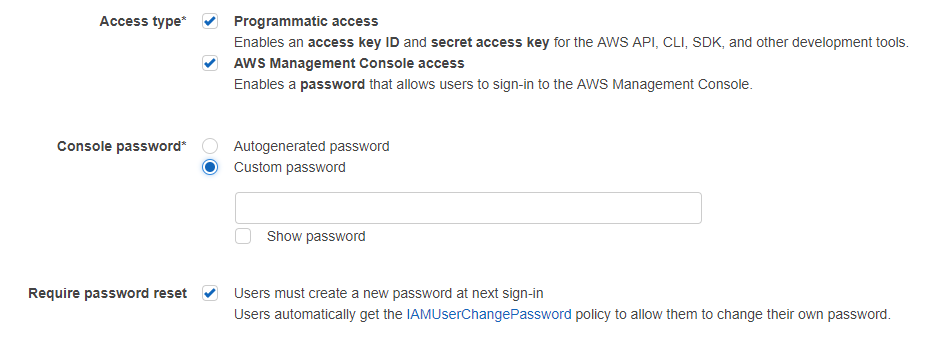 Access type* Programmatic access
Enables an access key ID and secret access key for the AWS API, CLI, SDK, and other development tools.
AWS Management Console access
Enables a password that allows users to sign-in to the AWS Management Console.
Console password* Autogenerated password
Custom password
Show password
Require password reset Users must create a new password at next sign-in
Users automatically get the IAMUserChangePassword policy to allow them to change their own password.